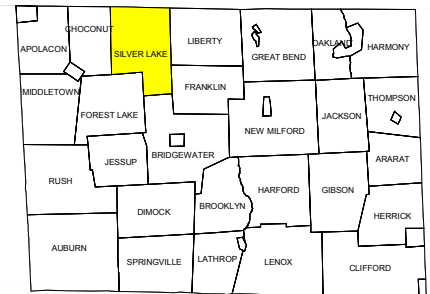 CHOCONUT
APOLACON
SILVER LAKE
LIBERTY
GREAT BEND
OAKLAND
HARMONY
MIDDLETOWN
FRANKLIN
THOMPSON
FOREST LAKE
NEW MILFORD
JACKSON
JESSUP
BRIDGEWATER
ARARAT
RUSH
HARFORD
GIBSON
DIMOCK
BROOKLYN
HERRICK
AUBURN
SPRINGVILLE
LATHROP
LENOX
CLIFFORD